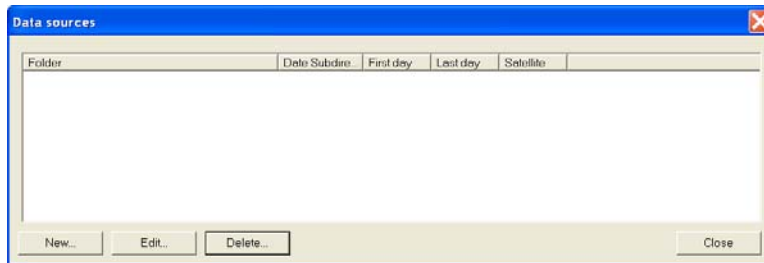 Data sources
Folder Date Subdire... First day Last day Satellite
New... Edit... Delete... Close